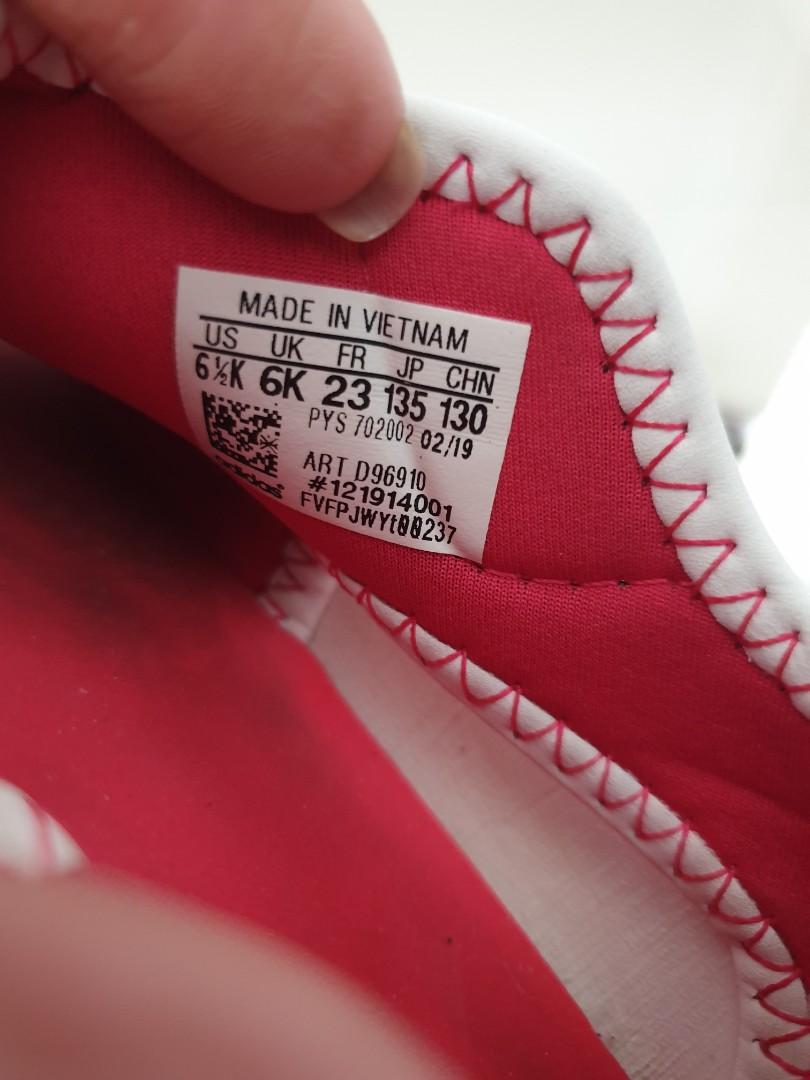 MADE IN VIETNAM
US UK FR JP CHN
6½K 6K 23 135 130
PYS 702002 02/19
adidas
ART D96910
#121914001